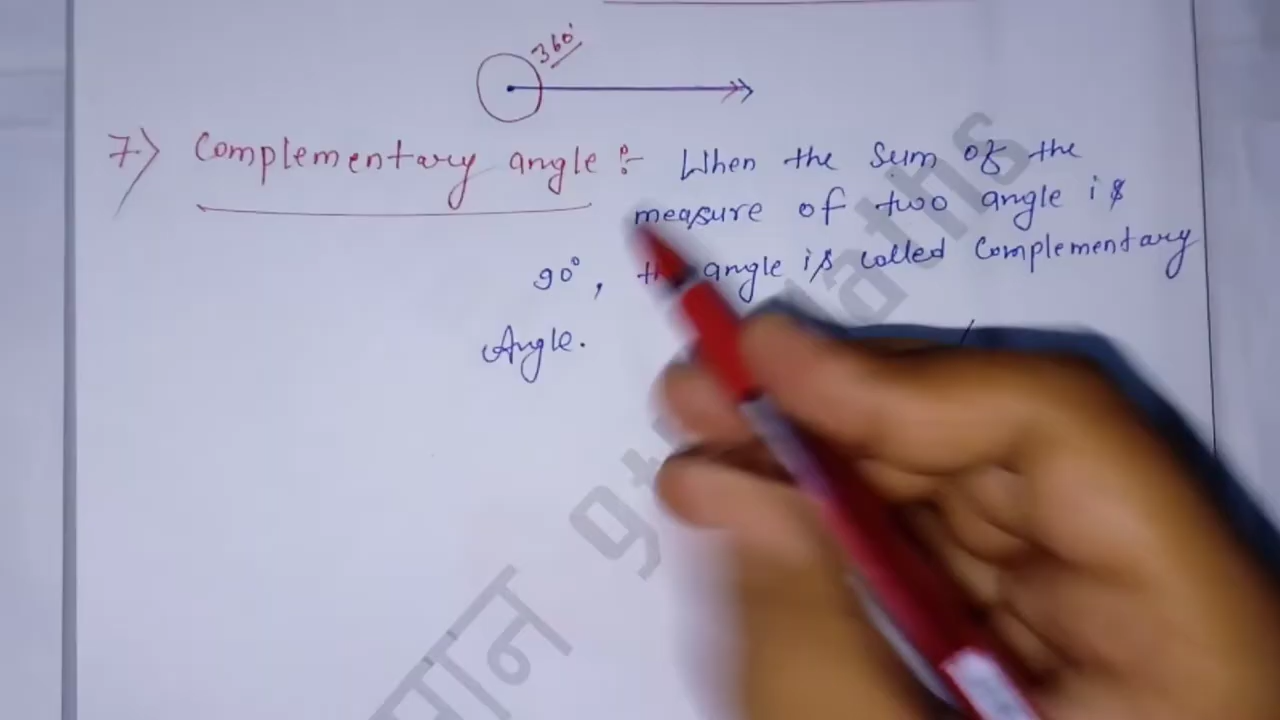 360°
7) Complementary angle :- When the sum of the
measure of two angle is
90°, the angle is called Complementary
Angle.